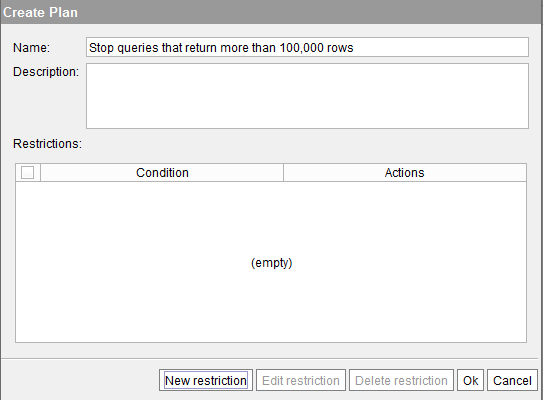 Create Plan
Name: Stop queries that return more than 100,000 rows
Description:
Restrictions:
Condition Actions
(empty)
New restriction Edit restriction Delete restriction Ok Cancel